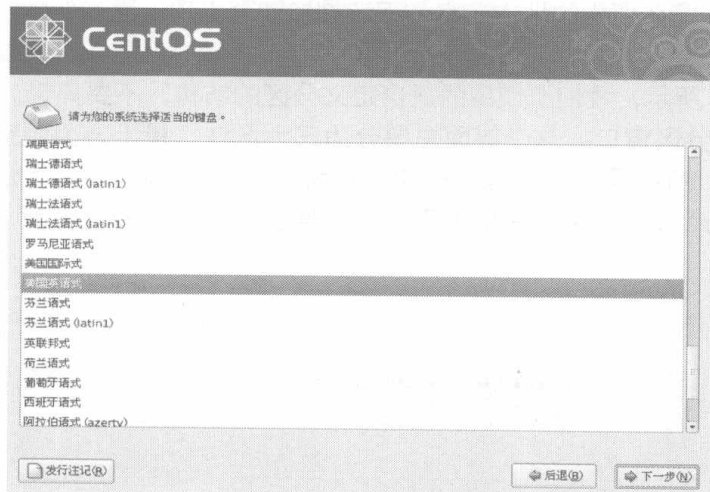 CentOS
请为您的系统选择适当的键盘。
瑞典语式
瑞士德语式
瑞士德语式 (latin1)
瑞士法语式
瑞士法语式 (latin1)
罗马尼亚语式
美国国际式
美国英语式
芬兰语式
芬兰语式 (latin1)
英联邦式
荷兰语式
葡萄牙语式
西班牙语式
阿拉伯语式 (azerty)
发行注记(R)
后退(B)
下一步(N)